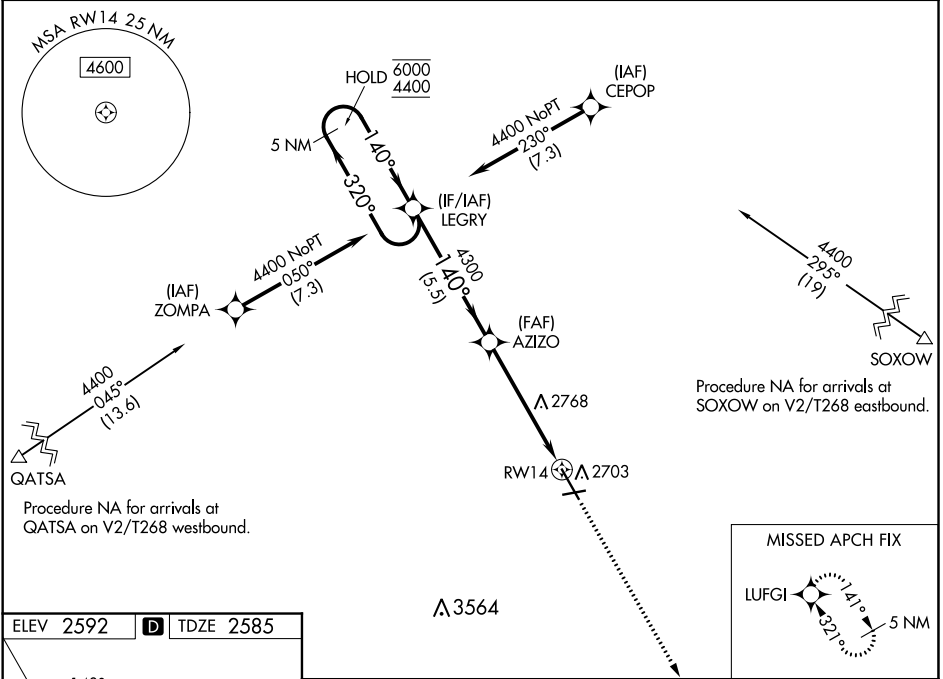 MSA RW14 25 NM
4600
HOLD 6000
4400
5 NM
140°
320°
(IAF)
CEPOP
4400 NoPT
230°
(7.3)
(IF/IAF)
LEGRY
4400 NoPT
050°
(7.3)
(IAF)
ZOMPA
4300
140°
(5.5)
4400
295°
(19)
(FAF)
AZIZO
SOXOW
Procedure NA for arrivals at
SOXOW on V2/T268 eastbound.
4400
045°
(13.6)
QATSA
Procedure NA for arrivals at
QATSA on V2/T268 westbound.
2768
RW14
2703
3564
MISSED APCH FIX
LUFGI
141°
321°
5 NM
ELEV 2592 D TDZE 2585